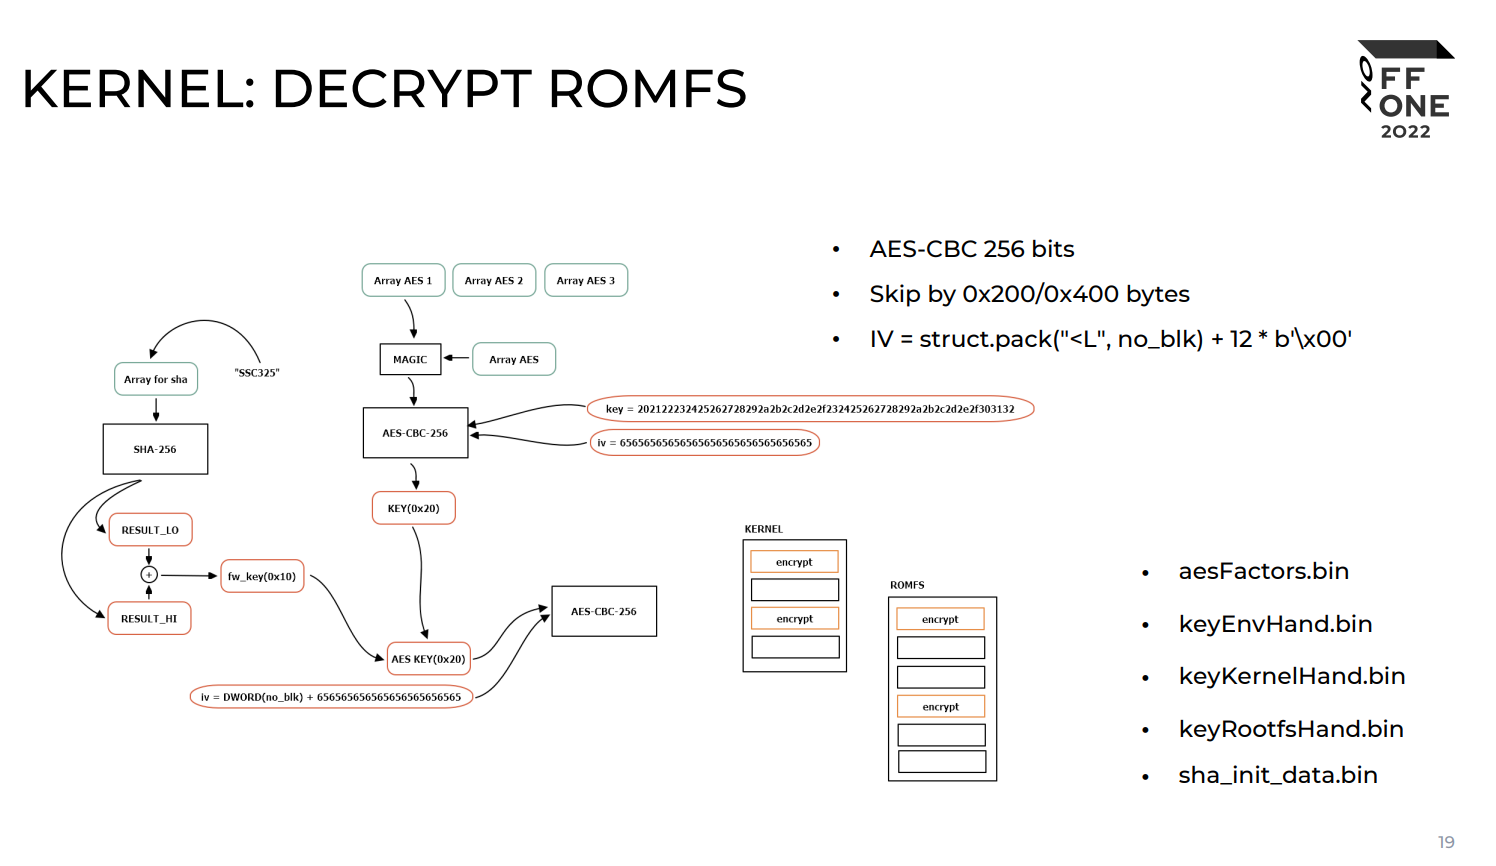 KERNEL: DECRYPT ROMFS
OFF
ZONE
2022
• AES-CBC 256 bits
• Skip by 0x200/0x400 bytes
• IV = struct.pack("<L", no_blk) + 12 * b'\x00'
Array AES 1
Array AES 2
Array AES 3
MAGIC
Array AES
"SSC325"
Array for sha
SHA-256
AES-CBC-256
key = 202122232425262728292a2b2c2d2e2f232425262728292a2b2c2d2e2f303132
iv = 65656565656565656565656565656565
KEY(0x20)
RESULT_LO
+
fw_key(0x10)
RESULT_HI
AES KEY(0x20)
AES-CBC-256
iv = DWORD(no_blk) + 656565656565656565656565
KERNEL
encrypt
encrypt
ROMFS
encrypt
encrypt
• aesFactors.bin
• keyEnvHand.bin
• keyKernelHand.bin
• keyRootfsHand.bin
• sha_init_data.bin
19